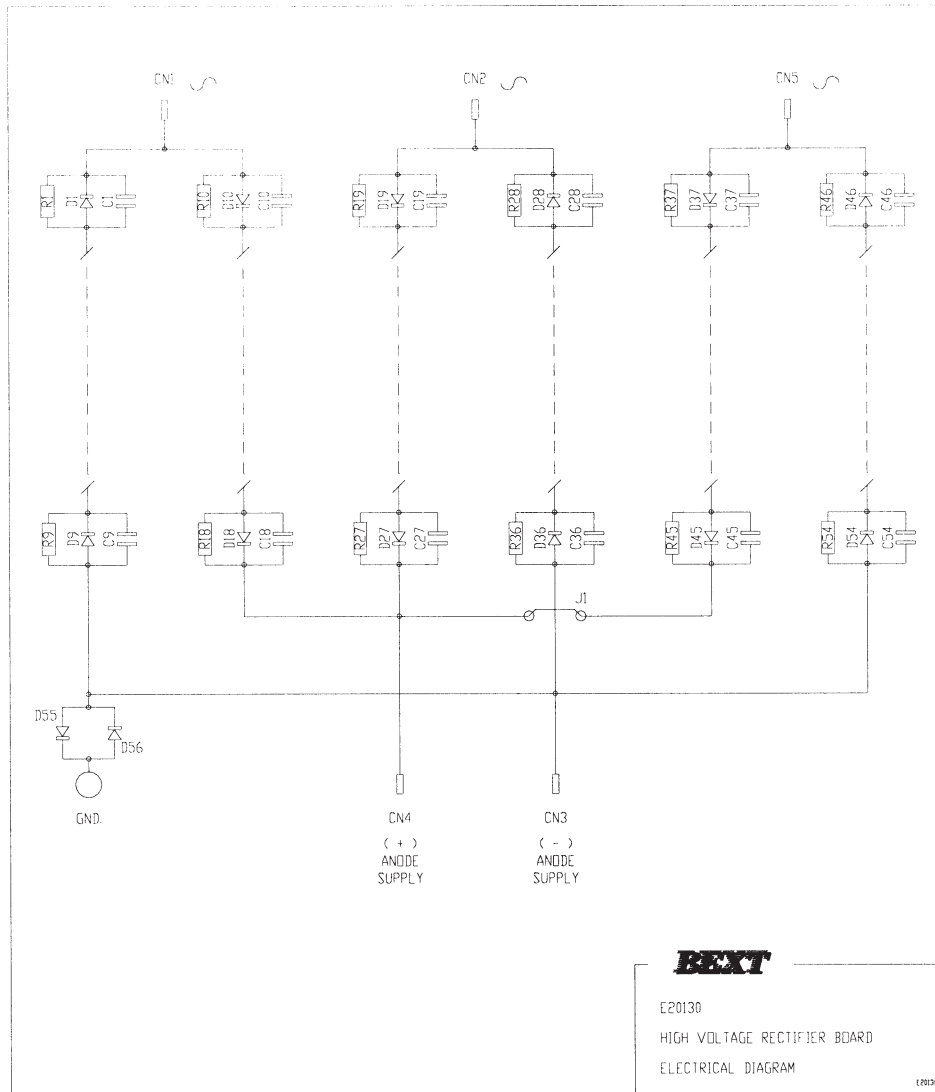 CN1
CN2
CN5
R1 D1 C1
R10 D10 C10
R19 D19 C19
R28 D28 C28
R37 D37 C37
R46 D46 C46
R9 D9 C9
R18 D18 C18
R27 D27 C27
R36 D36 C36
R45 D45 C45
R54 D54 C54
J1
D55
D56
GND.
CN4
( + )
ANODE
SUPPLY
CN3
( - )
ANODE
SUPPLY
BEXT
E20130
HIGH VOLTAGE RECTIFIER BOARD
ELECTRICAL DIAGRAM